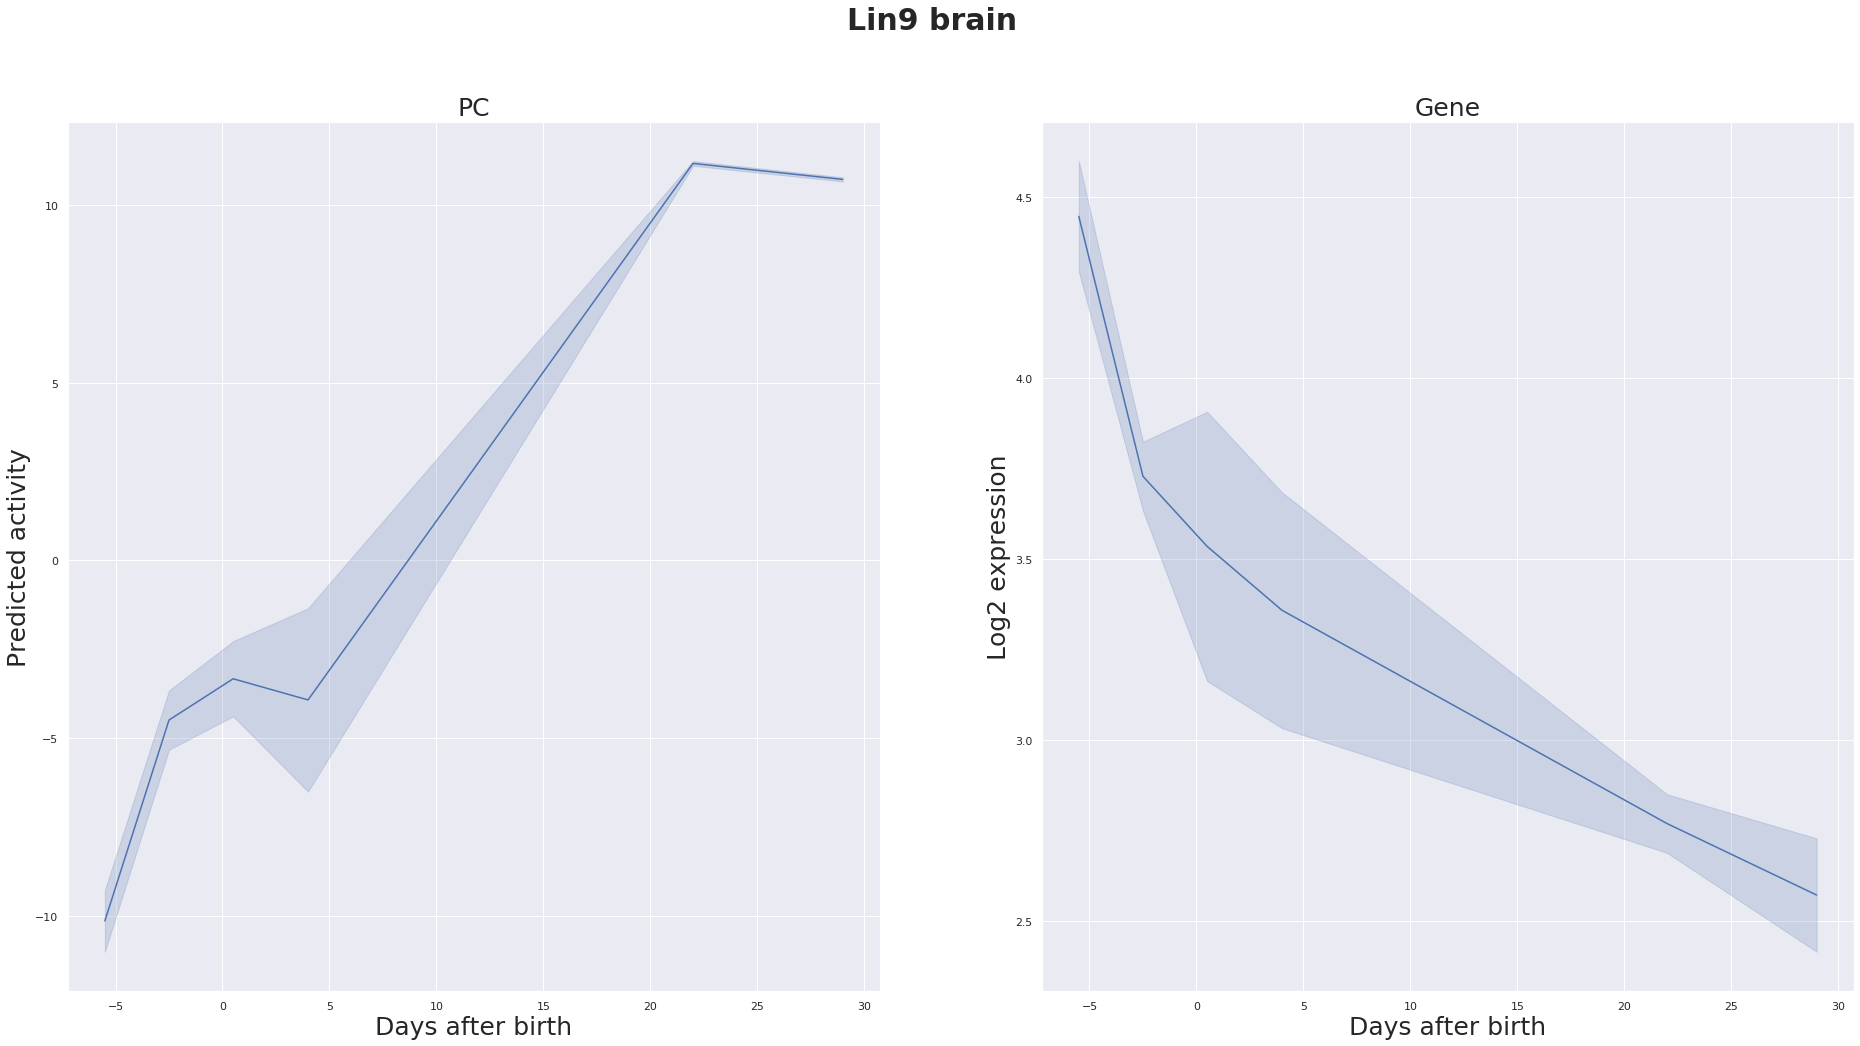 Lin9 brain
PC
Predicted activity
10
5
0
−5
−10
−5 0 5 10 15 20 25 30
Days after birth
Gene
Log2 expression
4.5
4.0
3.5
3.0
2.5
−5 0 5 10 15 20 25 30
Days after birth